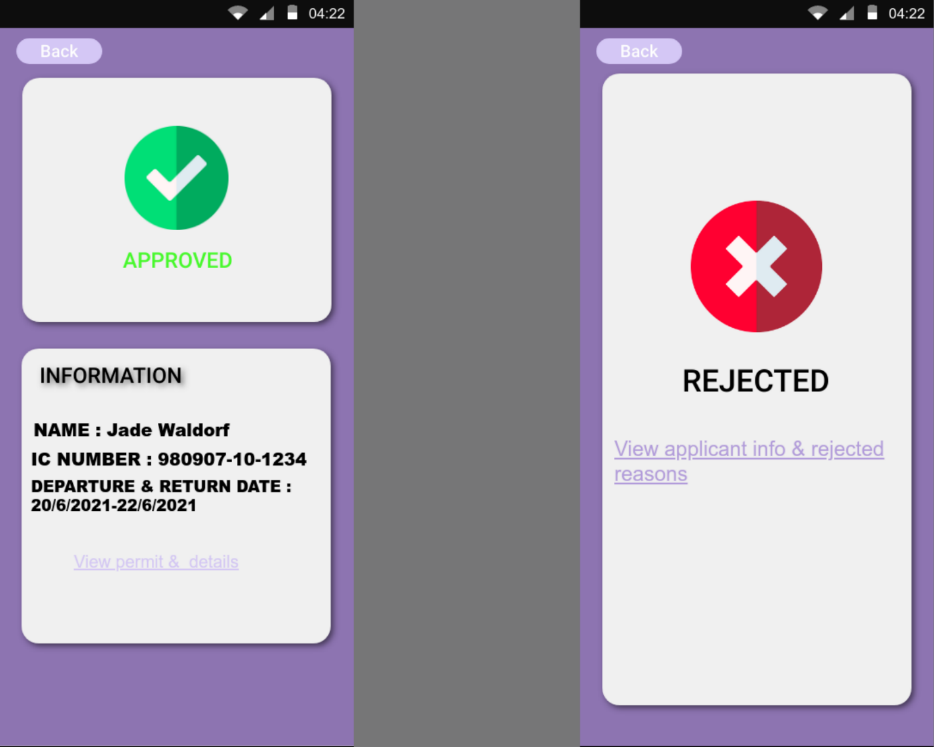 04:22
Back
APPROVED
INFORMATION
NAME : Jade Waldorf
IC NUMBER : 980907-10-1234
DEPARTURE & RETURN DATE :
20/6/2021-22/6/2021
View permit &  details
04:22
Back
REJECTED
View applicant info & rejected
reasons